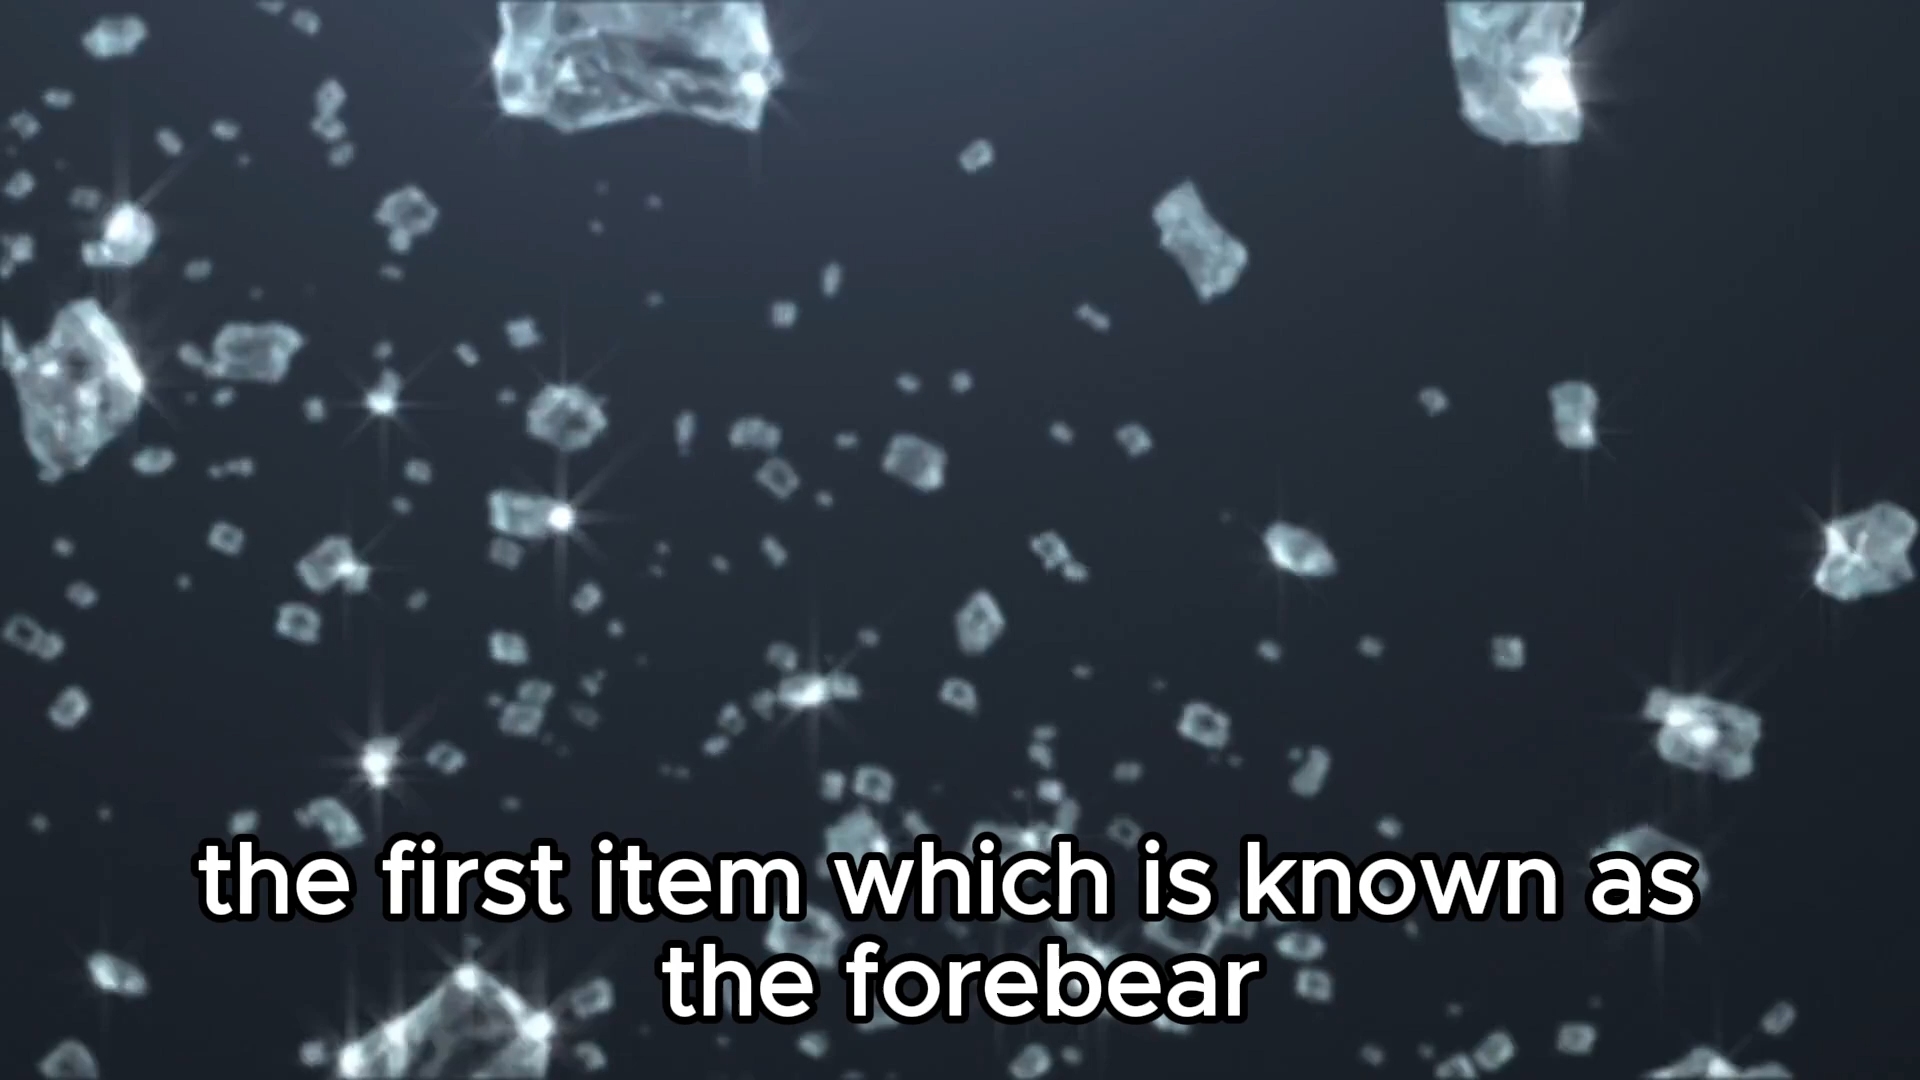 the first item which is known as
the forebear